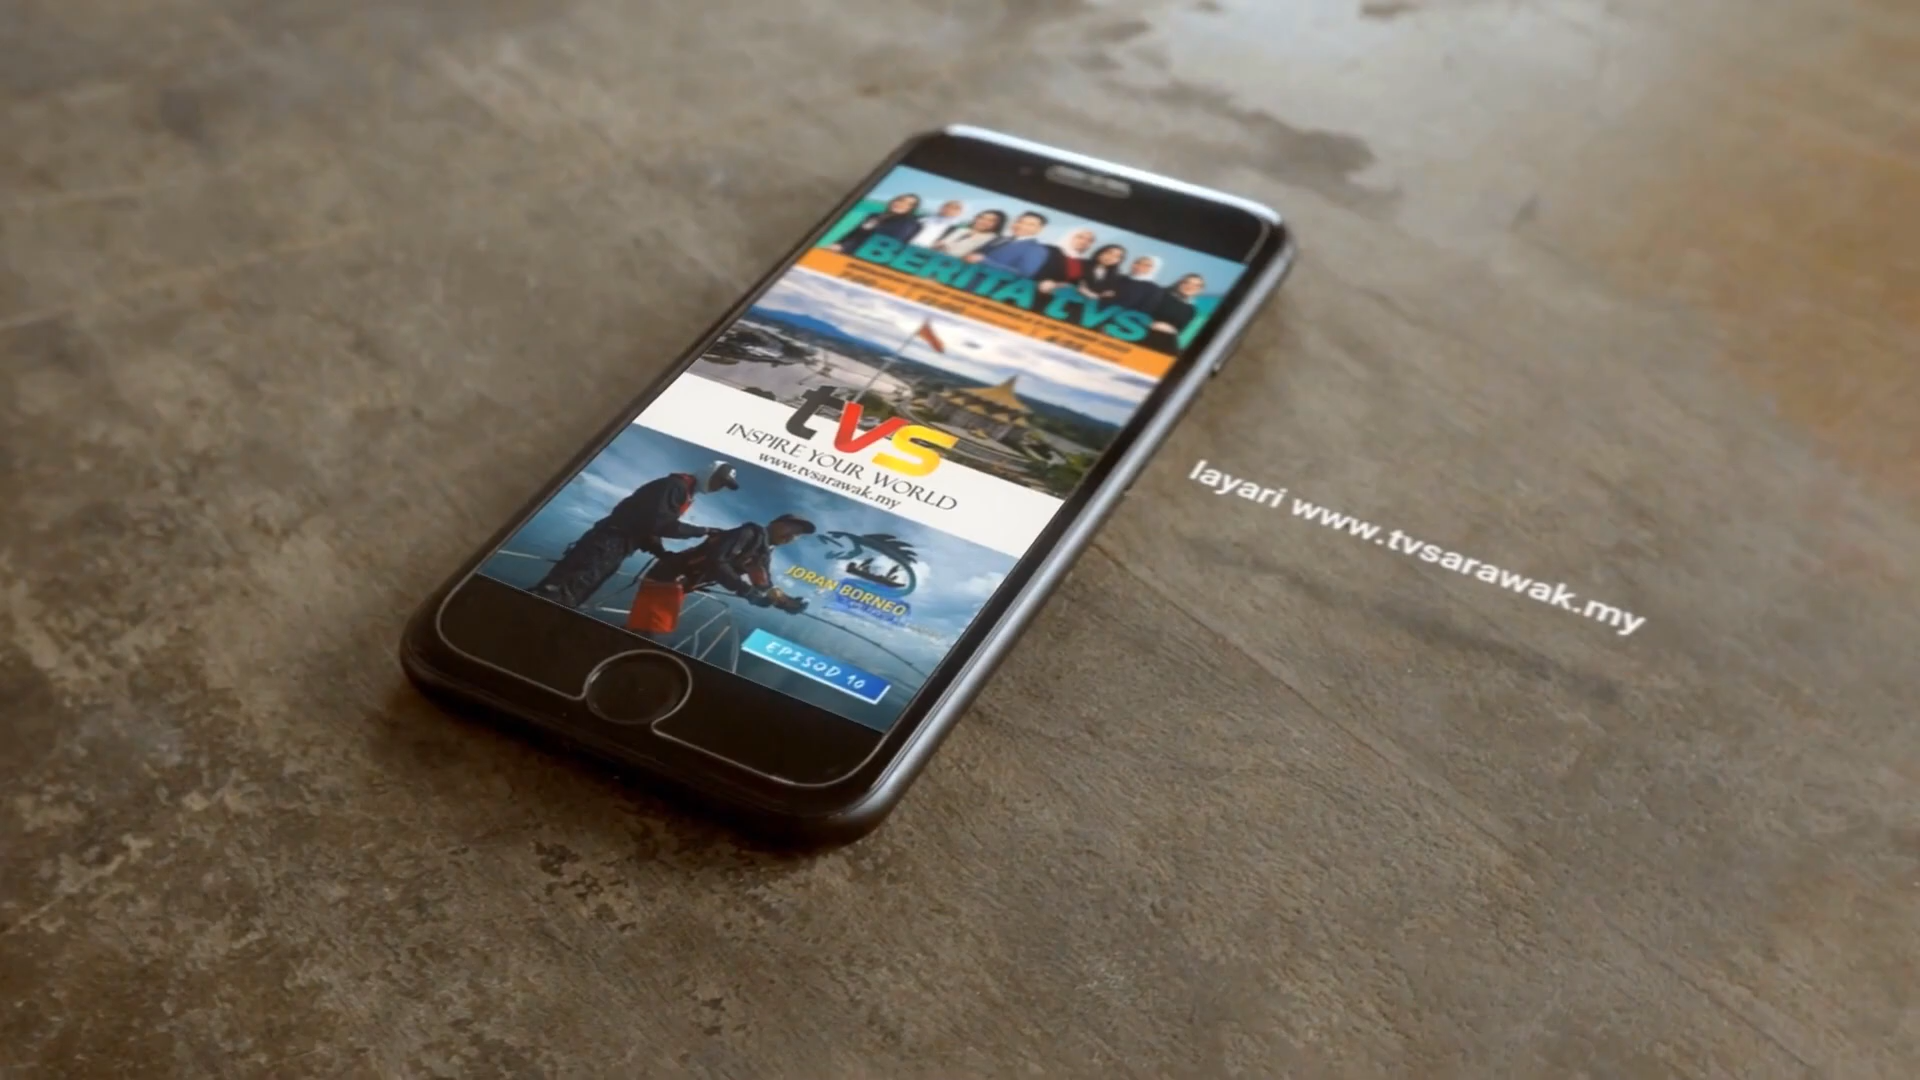 BERITA tvs
tvs
INSPIRE YOUR WORLD
www.tvsarawak.my
JORAN BORNEO
EPISOD 10
layari www.tvsarawak.my